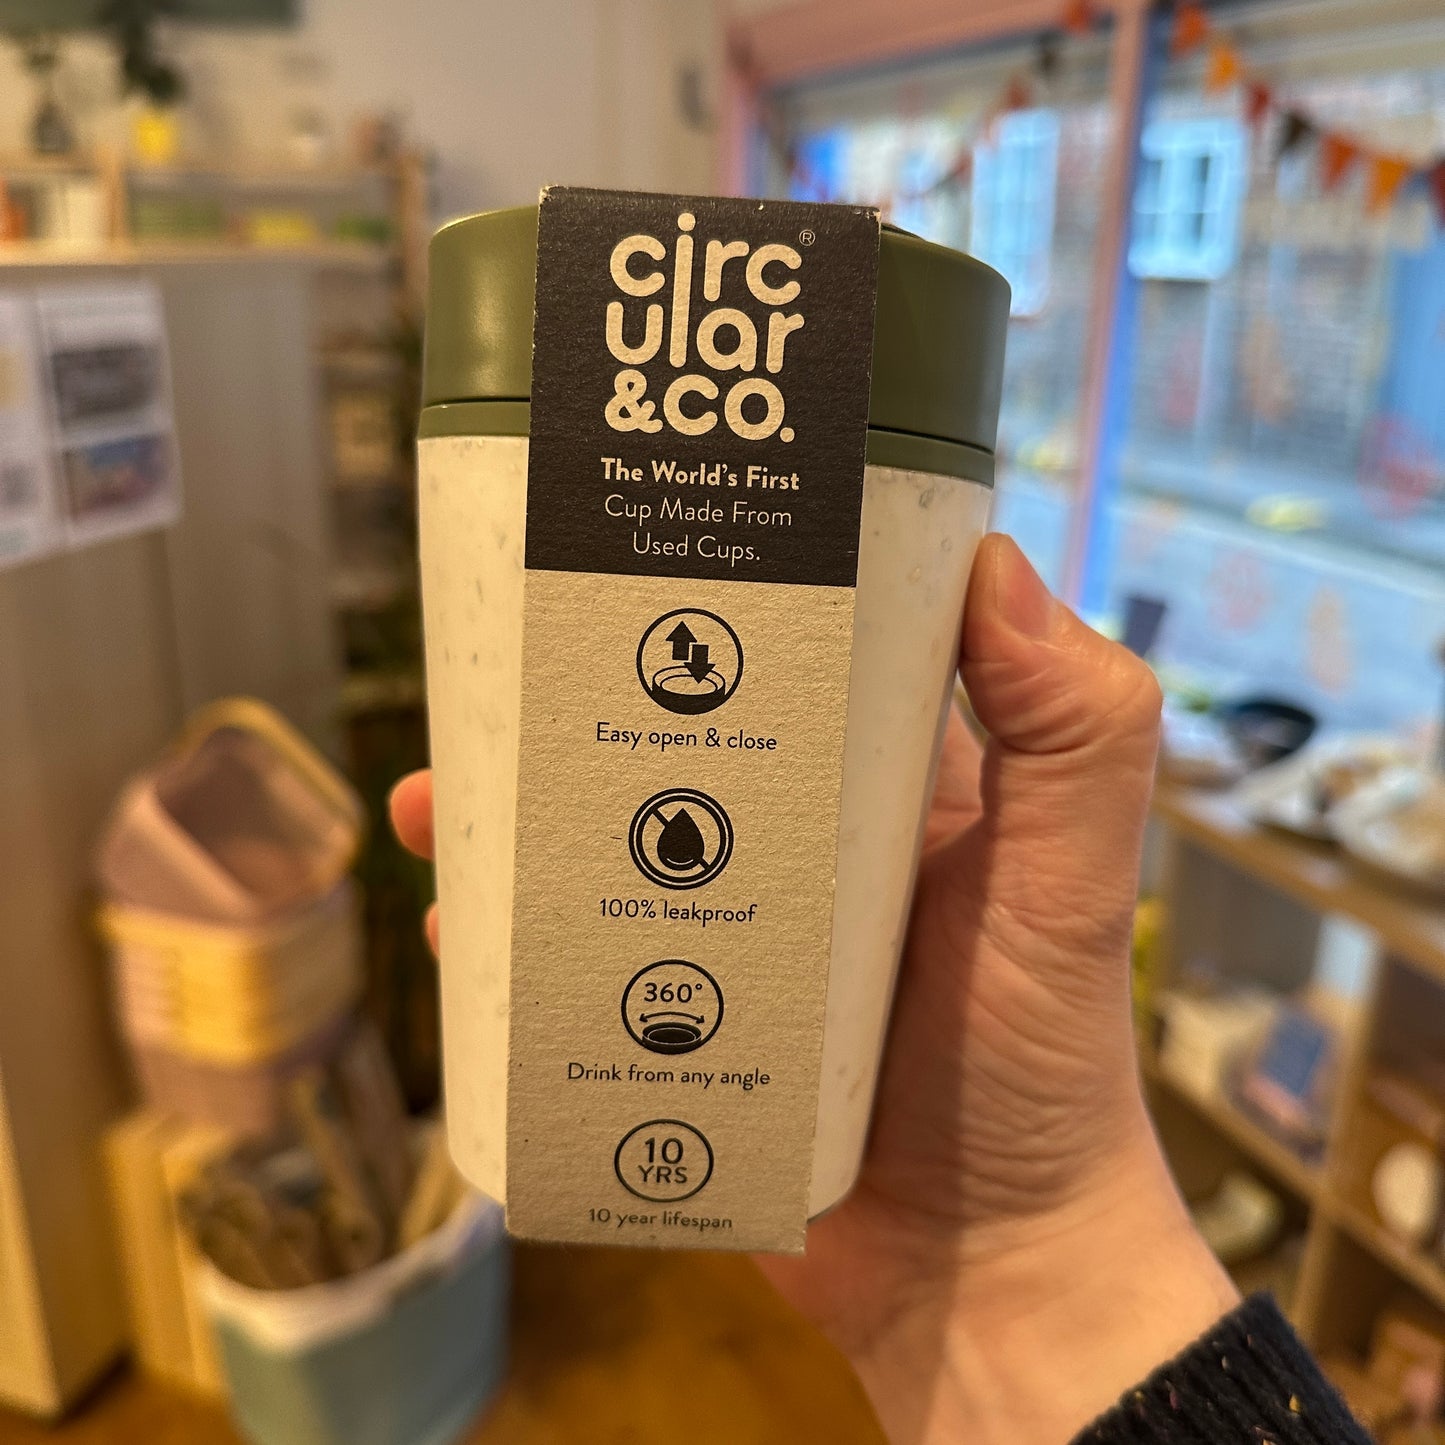 circ®
ular
&CO.
The World's First
Cup Made From
Used Cups.
Easy open & close
100% leakproof
360°
Drink from any angle
10
YRS
10 year lifespan